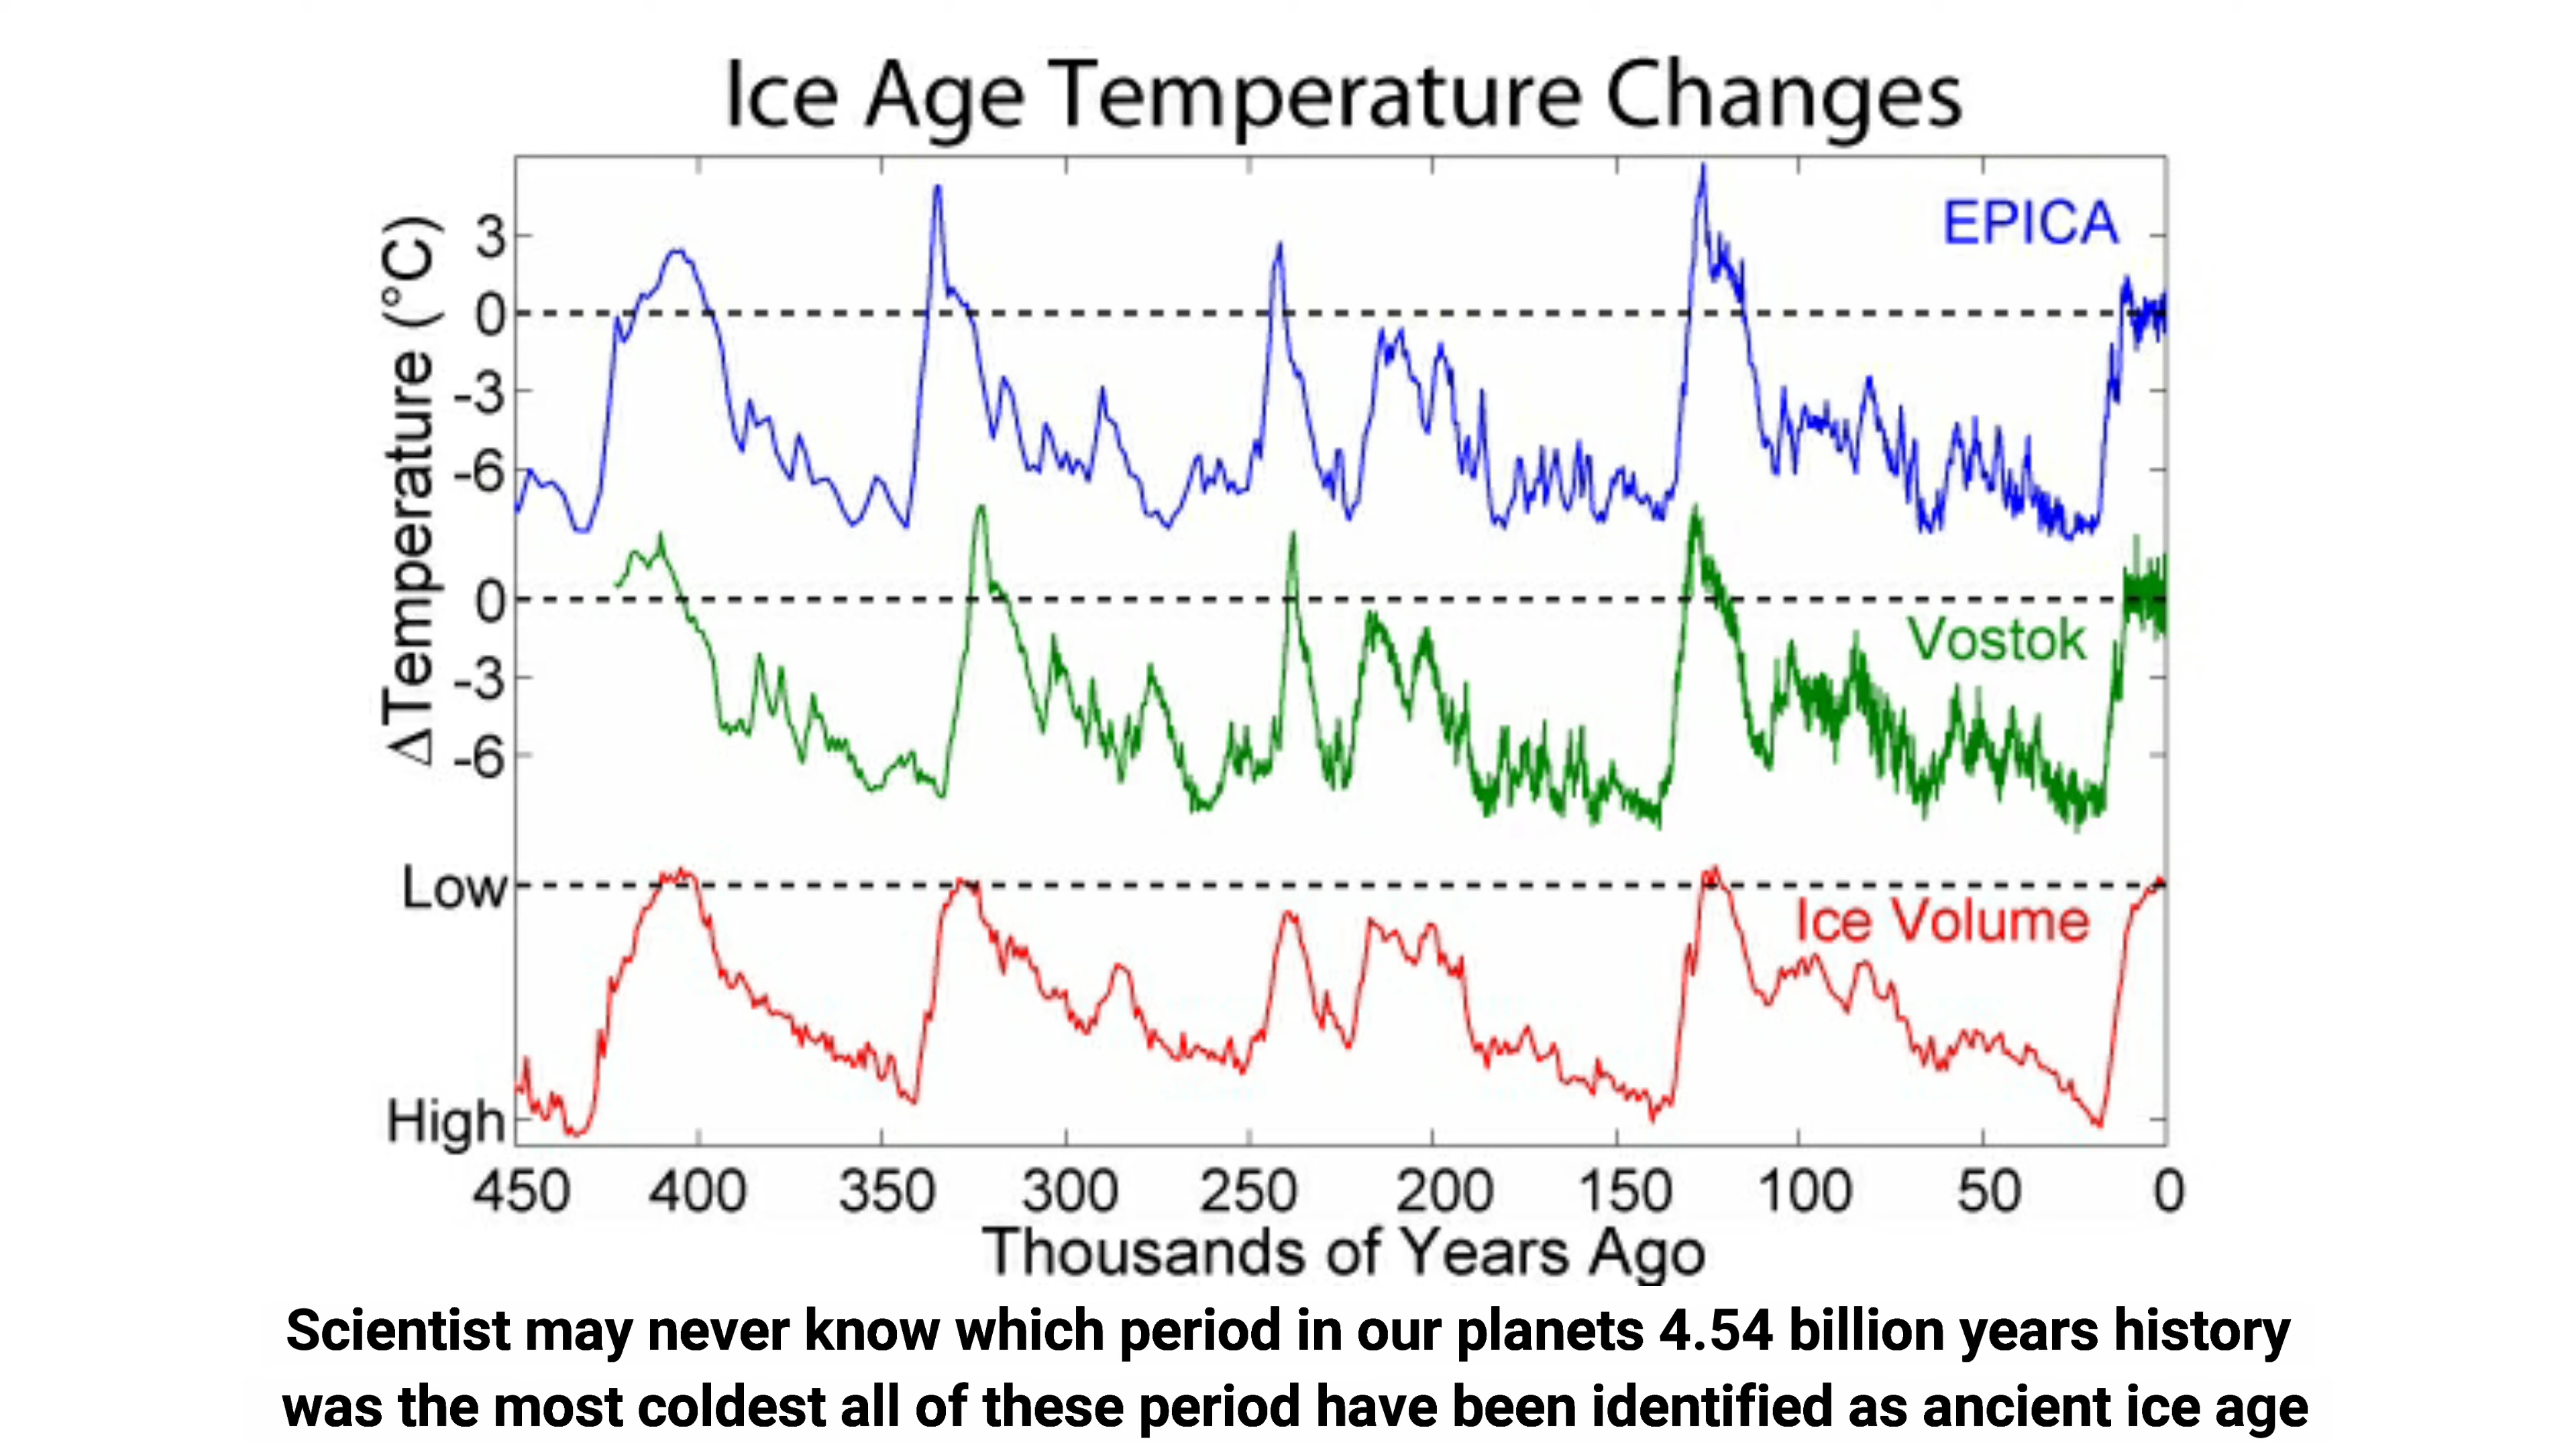 Ice Age Temperature Changes
ΔTemperature (°C)
3
0
-3
-6
EPICA
0
-3
-6
Vostok
Low
High
Ice Volume
450 400 350 300 250 200 150 100 50 0
Thousands of Years Ago
Scientist may never know which period in our planets 4.54 billion years history
was the most coldest all of these period have been identified as ancient ice age